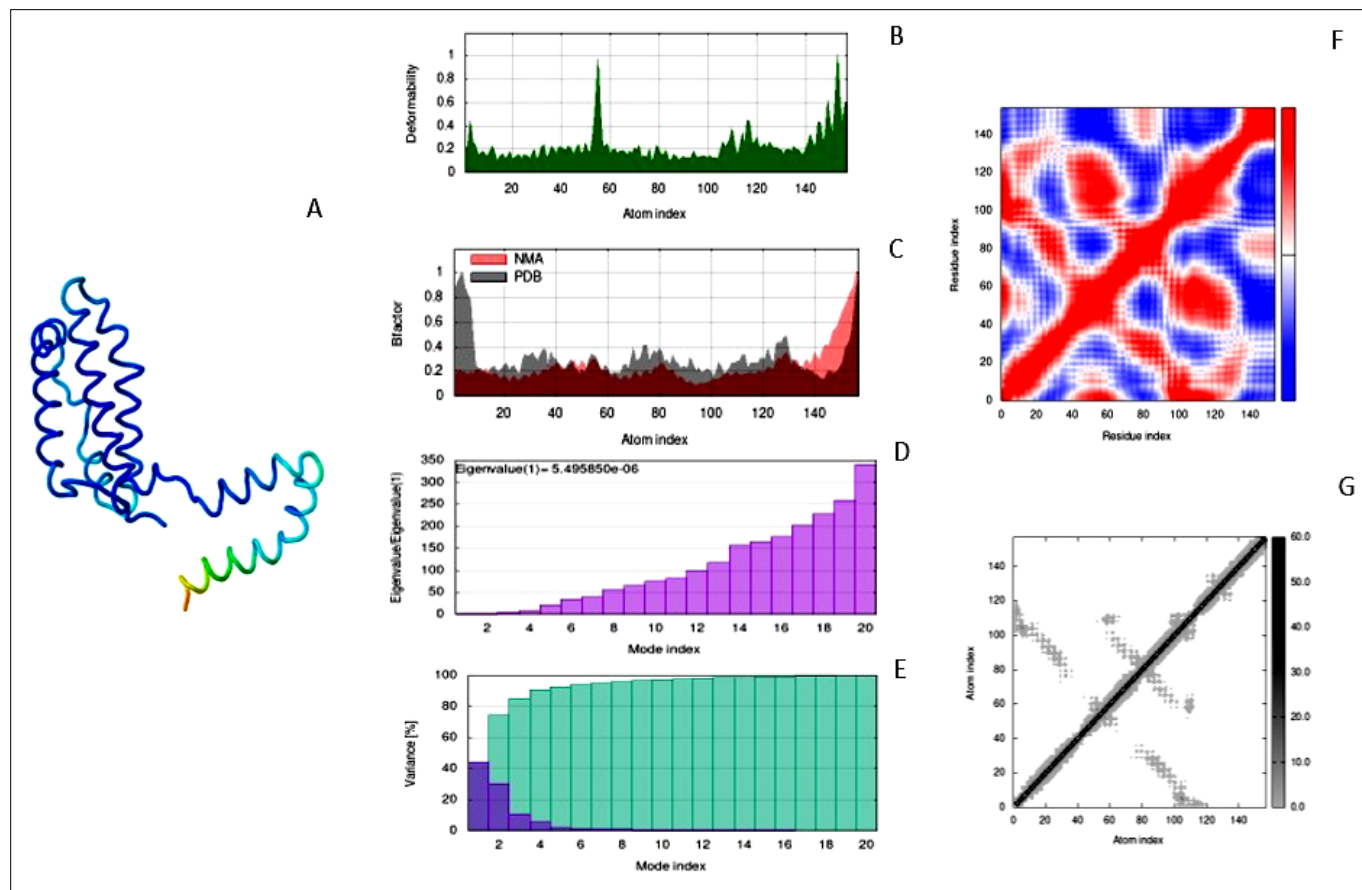 A
B
1
0.8
0.6
0.4
0.2
0
Deformability
20 40 60 80 100 120 140
Atom index
C
NMA
PDB
1
0.8
0.6
0.4
0.2
0
Bfactor
20 40 60 80 100 120 140
Atom index
D
Eigenvalue(1)= 5.495850e-06
350
300
250
200
150
100
50
0
Eigenvalue/Eigenvalue(1)
2 4 6 8 10 12 14 16 18 20
Mode index
E
100
80
60
40
20
0
Variance [%]
2 4 6 8 10 12 14 16 18 20
Mode index
F
140
120
100
80
60
40
20
0
Residue index
0 20 40 60 80 100 120 140
Residue index
G
140
120
100
80
60
40
20
0
Atom index
0 20 40 60 80 100 120 140
Atom index
60.0
50.0
40.0
30.0
20.0
10.0
0.0